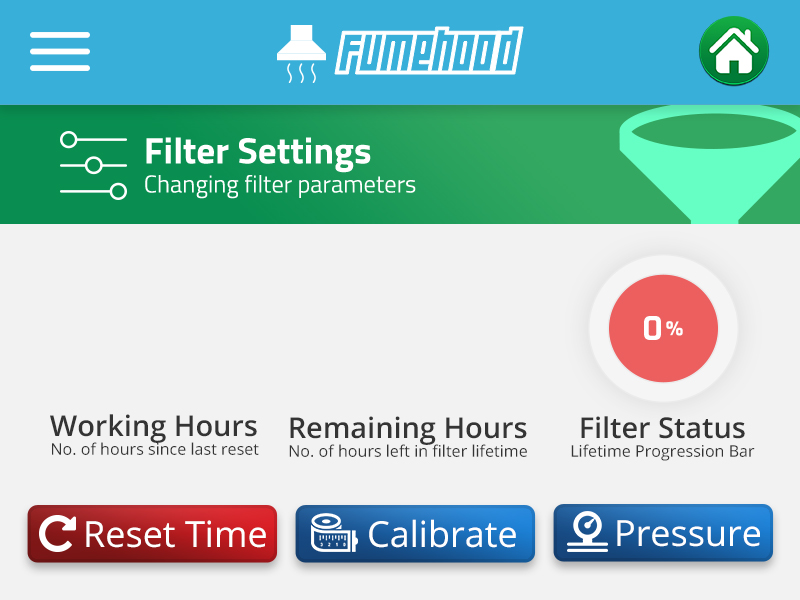 Fumehood
Filter Settings
Changing filter parameters
0%
Working Hours
No. of hours since last reset
Remaining Hours
No. of hours left in filter lifetime
Filter Status
Lifetime Progression Bar
Reset Time
Calibrate
Pressure